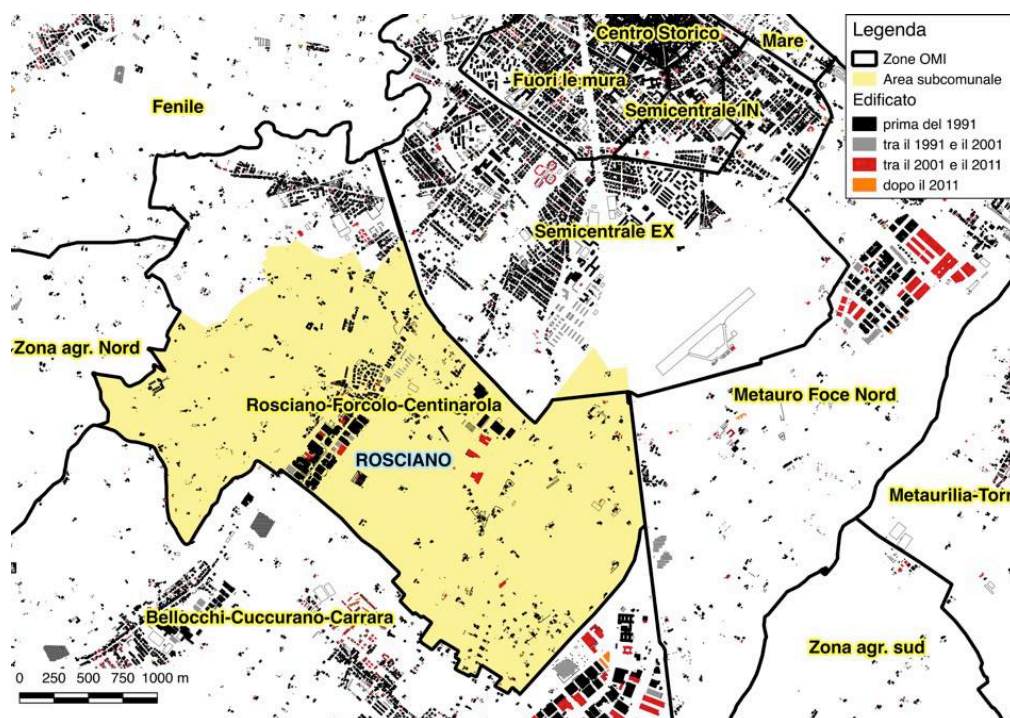 Centro Storico
Mare
Fuori le mura
Fenile
Semicentrale IN
Semicentrale EX
Zona agr. Nord
Rosciano-Forcolo-Centinarola
ROSCIANO
Metauro Foce Nord
Metaurilia-Torr
Bellocchi-Cuccurano-Carrara
Zona agr. sud
0 250 500 750 1000 m
Legenda
Zone OMI
Area subcomunale
Edificato
prima del 1991
tra il 1991 e il 2001
tra il 2001 e il 2011
dopo il 2011